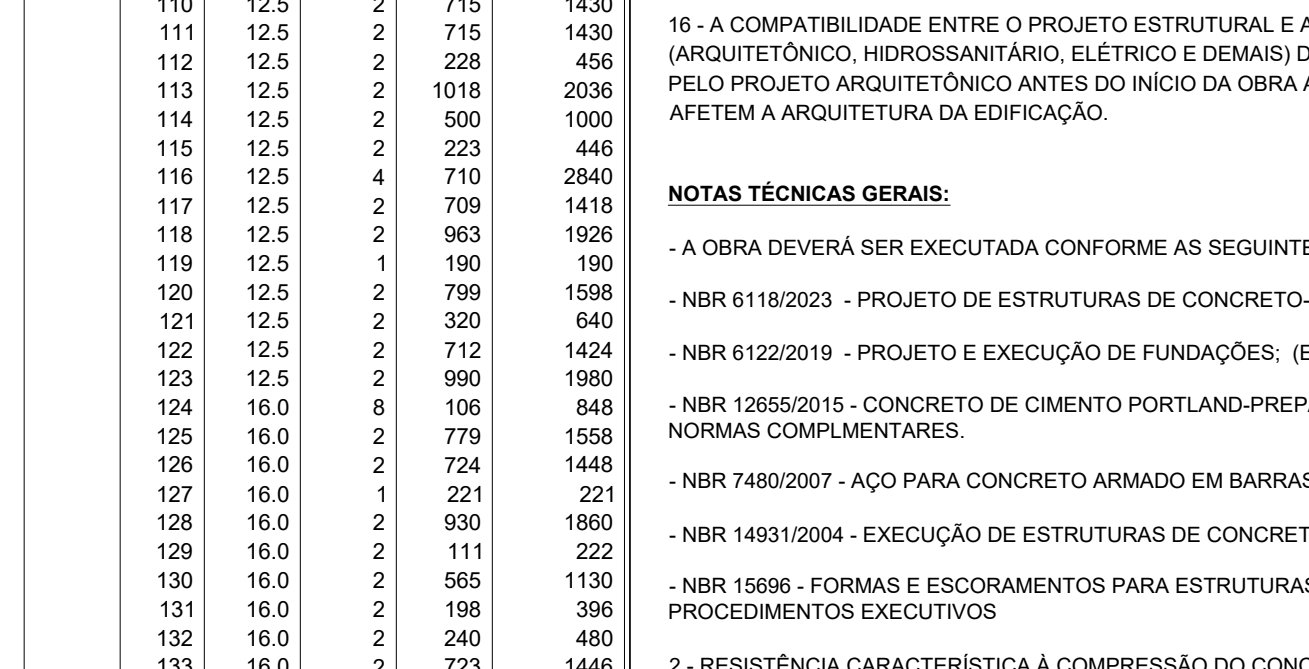 110 12.5 2 715 1430
111 12.5 2 715 1430
112 12.5 2 228 456
113 12.5 2 1018 2036
114 12.5 2 500 1000
115 12.5 2 223 446
116 12.5 4 710 2840
117 12.5 2 709 1418
118 12.5 2 963 1926
119 12.5 1 190 190
120 12.5 2 799 1598
121 12.5 2 320 640
122 12.5 2 712 1424
123 12.5 2 990 1980
124 16.0 8 106 848
125 16.0 2 779 1558
126 16.0 2 724 1448
127 16.0 1 221 221
128 16.0 2 930 1860
129 16.0 2 111 222
130 16.0 2 565 1130
131 16.0 2 198 396
132 16.0 2 240 480
133 16.0 2 723 1446
16 - A COMPATIBILIDADE ENTRE O PROJETO ESTRUTURAL E
(ARQUITETÔNICO, HIDROSSANITÁRIO, ELÉTRICO E DEMAIS)
PELO PROJETO ARQUITETÔNICO ANTES DO INÍCIO DA OBRA
AFETEM A ARQUITETURA DA EDIFICAÇÃO.
NOTAS TÉCNICAS GERAIS:
- A OBRA DEVERÁ SER EXECUTADA CONFORME AS SEGUINTE
- NBR 6118/2023 - PROJETO DE ESTRUTURAS DE CONCRETO-
- NBR 6122/2019 - PROJETO E EXECUÇÃO DE FUNDAÇÕES; (E
- NBR 12655/2015 - CONCRETO DE CIMENTO PORTLAND-PREPA
NORMAS COMPLMENTARES.
- NBR 7480/2007 - AÇO PARA CONCRETO ARMADO EM BARRAS
- NBR 14931/2004 - EXECUÇÃO DE ESTRUTURAS DE CONCRET
- NBR 15696 - FORMAS E ESCORAMENTOS PARA ESTRUTURAS
PROCEDIMENTOS EXECUTIVOS
2 - RESISTÊNCIA CARACTERÍSTICA À COMPRESSÃO DO CONC